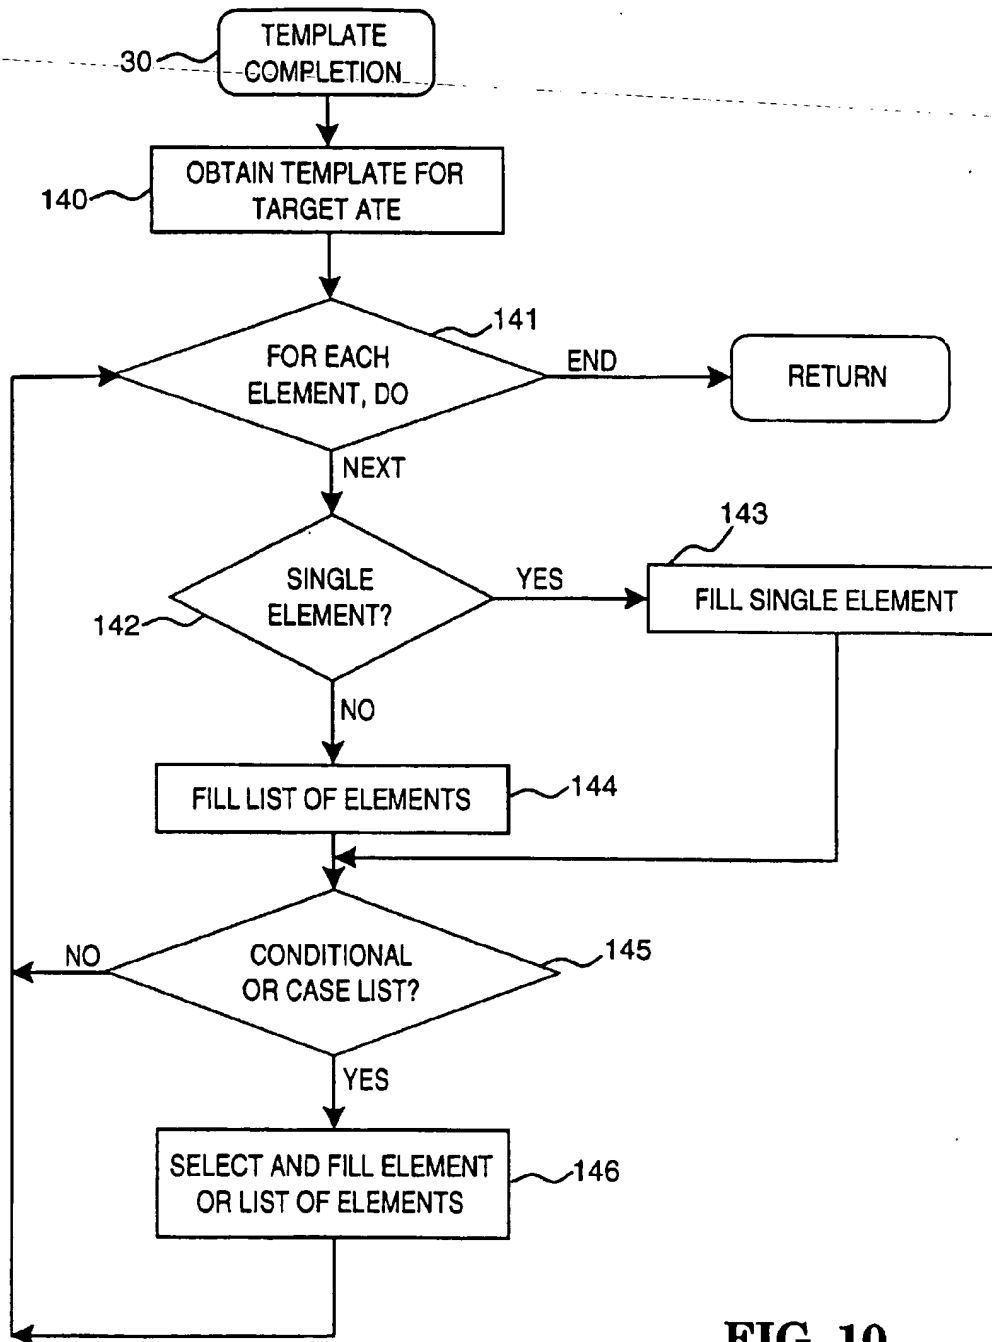 TEMPLATE
COMPLETION
30
OBTAIN TEMPLATE FOR
TARGET ATE
140
141
FOR EACH
ELEMENT, DO
END
RETURN
NEXT
143
SINGLE
ELEMENT?
YES
FILL SINGLE ELEMENT
142
NO
FILL LIST OF ELEMENTS
144
NO
CONDITIONAL
OR CASE LIST?
145
YES
SELECT AND FILL ELEMENT
OR LIST OF ELEMENTS
146
FIG. 10